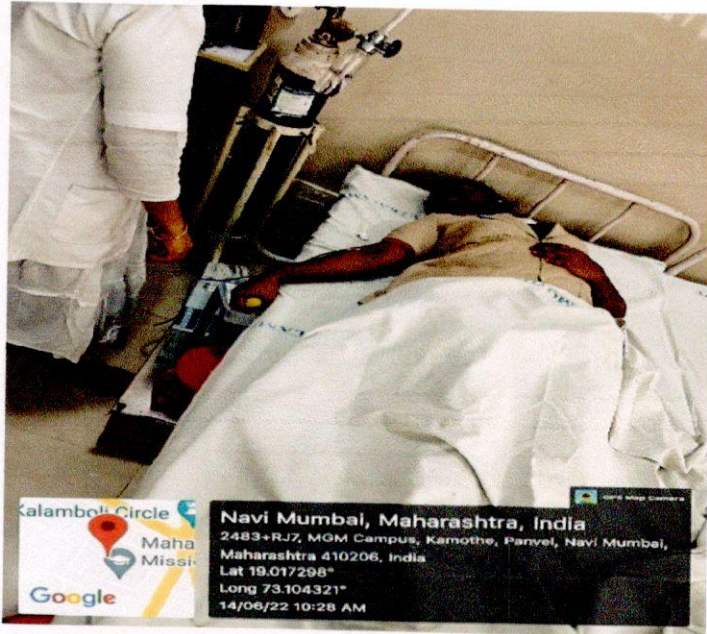 GPS Map Camera
Kalamboli Circle
Maha
Missi
Google
Navi Mumbai, Maharashtra, India
2483+RJ7, MGM Campus, Kamothe, Panvel, Navi Mumbai,
Maharashtra 410206, India
Lat 19.017298°
Long 73.104321°
14/06/22 10:28 AM